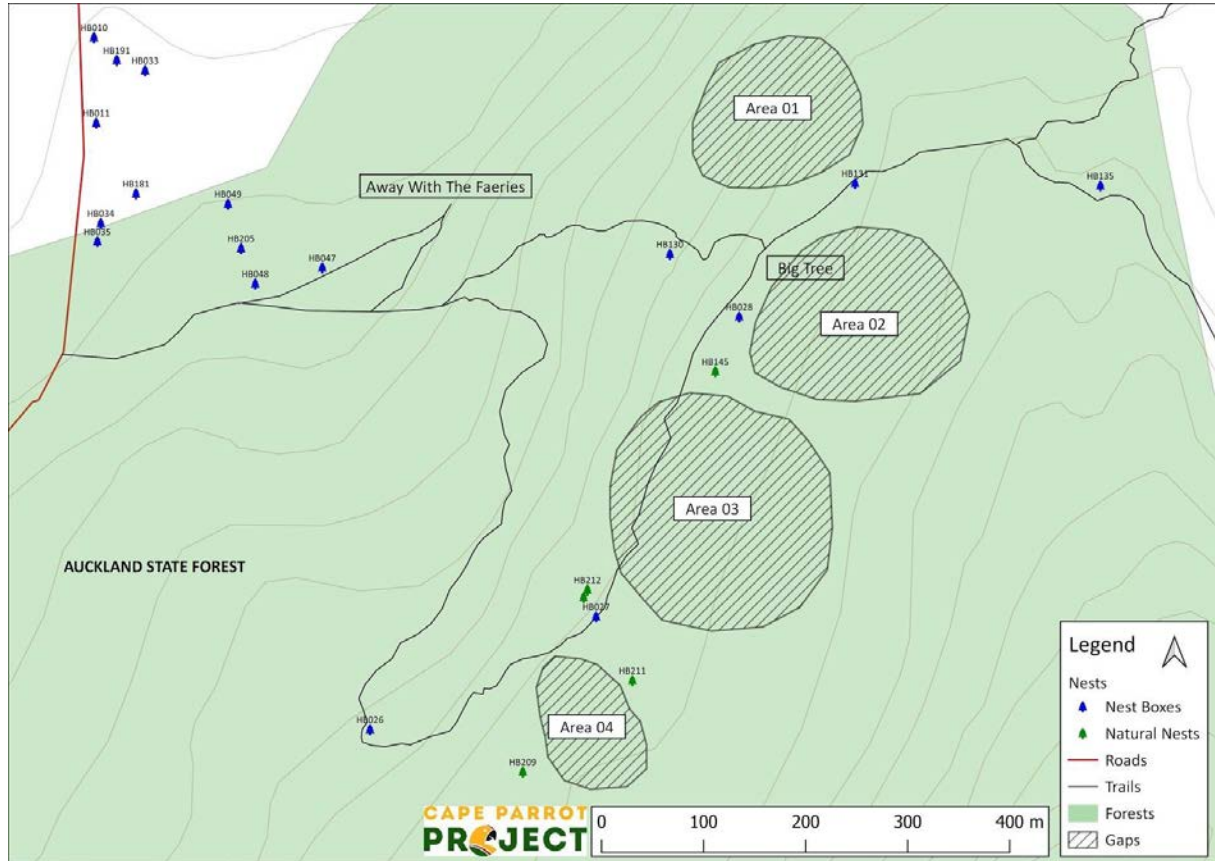 HB010
HB191
HB033
HB011
HB181
HB034
HB035
HB049
HB205
HB048
HB047
Away With The Faeries
Area 01
HB131
HB135
HB130
Big Tree
HB028
Area 02
HB145
Area 03
AUCKLAND STATE FOREST
HB212
HB027
HB211
HB026
Area 04
HB209
CAPE PARROT
PROJECT
0 100 200 300 400 m
Legend
Nests
Nest Boxes
Natural Nests
Roads
Trails
Forests
Gaps